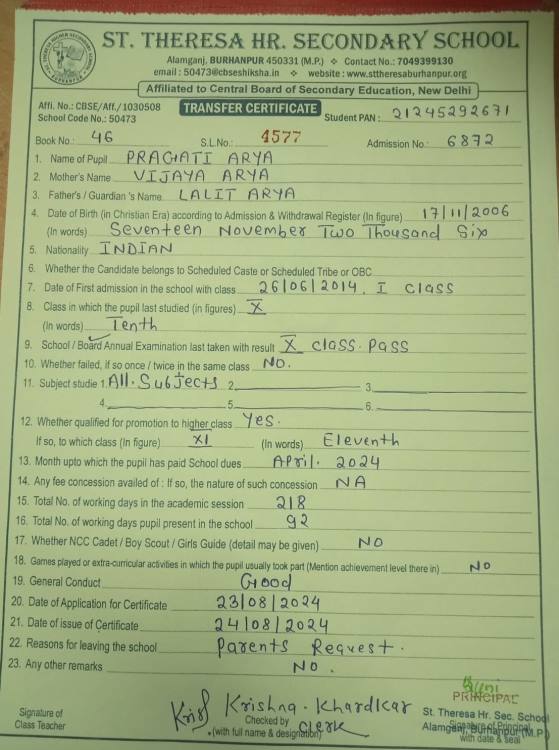 ST. THERESA HR. SECONDARY SCHOOL
Alamganj, BURHANPUR 450331 (M.P.) ❖ Contact No.: 7049399130
email : 50473@cbseshiksha.in ❖ website : www.sttheresaburhanpur.org
Affiliated to Central Board of Secondary Education, New Delhi
Affi. No.: CBSE/Aff./1030508 TRANSFER CERTIFICATE Student PAN : 21245292671
School Code No.: 50473
Book No.: 46 S.L No.: 4577 Admission No.: 6872
1. Name of Pupil PRAGATI ARYA
2. Mother's Name VIJAYA ARYA
3. Father's / Guardian 's Name LALIT ARYA
4. Date of Birth (in Christian Era) according to Admission & Withdrawal Register (In figure) 17/11/2006
(In words) Seventeen November Two Thousand Six
5. Nationality INDIAN
6. Whether the Candidate belongs to Scheduled Caste or Scheduled Tribe or OBC
7. Date of First admission in the school with class 26/06/2014. I Class
8. Class in which the pupil last studied (in figures) X
(In words) Tenth
9. School / Board Annual Examination last taken with result X Class. Pass
10. Whether failed, if so once / twice in the same class No.
11. Subject studie 1. All. Subjects 2. 3.
4. 5. 6.
12. Whether qualified for promotion to higher class Yes.
If so, to which class (In figure) XI (In words) Eleventh
13. Month upto which the pupil has paid School dues April. 2024
14. Any fee concession availed of : If so, the nature of such concession NA
15. Total No. of working days in the academic session 218
16. Total No. of working days pupil present in the school 92
17. Whether NCC Cadet / Boy Scout / Girls Guide (detail may be given) NO
18. Games played or extra-curricular activities in which the pupil usually took part (Mention achievement level there in) NO
19. General Conduct Good
20. Date of Application for Certificate 23/08/2024
21. Date of issue of Certificate 24/08/2024
22. Reasons for leaving the school Parents Request.
23. Any other remarks NO.
PRINCIPAL
Krishna. Khardkar
St. Theresa Hr. Sec. School
Signature of Checked by Signature of Principal
Class Teacher (with full name & designation) Clerk Alamganj, Burhanpur (M.P.)
with date & seal